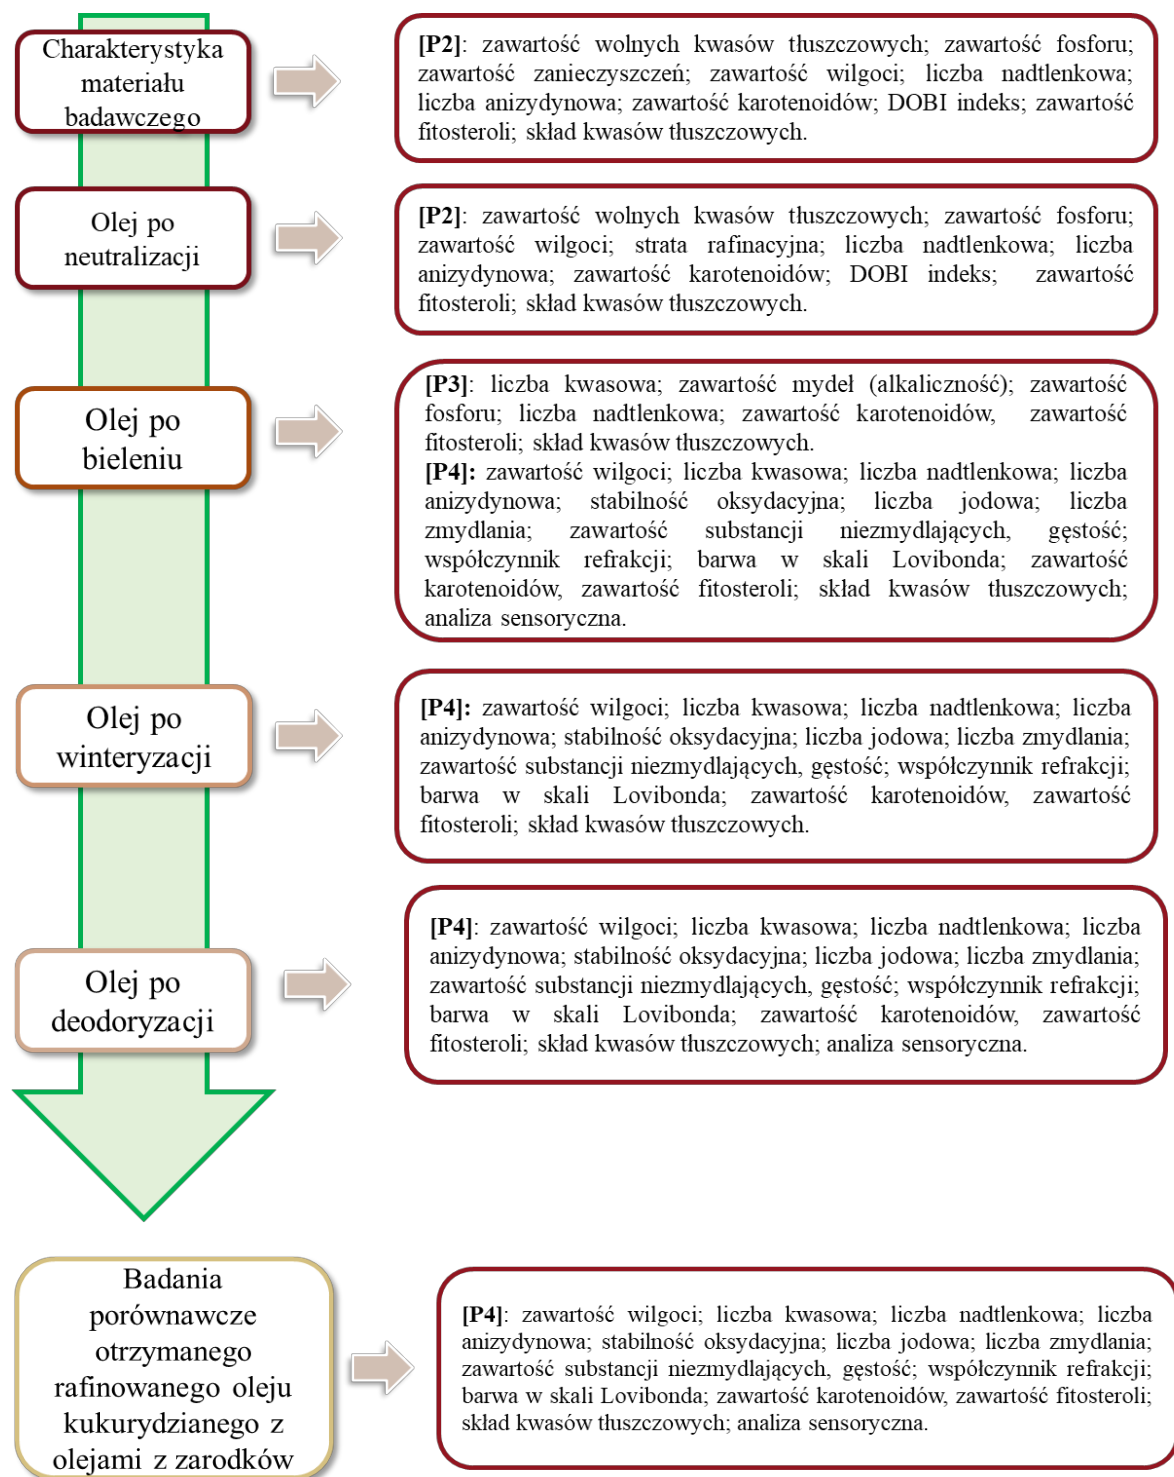 Charakterystyka
materiału
badawczego
[P2]: zawartość wolnych kwasów tłuszczowych; zawartość fosforu;
zawartość zanieczyszczeń; zawartość wilgoci; liczba nadtlenkowa;
liczba anizydynowa; zawartość karotenoidów; DOBI indeks; zawartość
fitosteroli; skład kwasów tłuszczowych.
Olej po
neutralizacji
[P2]: zawartość wolnych kwasów tłuszczowych; zawartość fosforu;
zawartość wilgoci; strata rafinacyjna; liczba nadtlenkowa; liczba
anizydynowa; zawartość karotenoidów; DOBI indeks; zawartość
fitosteroli; skład kwasów tłuszczowych.
Olej po
bieleniu
[P3]: liczba kwasowa; zawartość mydeł (alkaliczność); zawartość
fosforu; liczba nadtlenkowa; zawartość karotenoidów, zawartość
fitosteroli; skład kwasów tłuszczowych.
[P4]: zawartość wilgoci; liczba kwasowa; liczba nadtlenkowa; liczba
anizydynowa; stabilność oksydacyjna; liczba jodowa; liczba
zmydlania; zawartość substancji niezmydlających, gęstość;
współczynnik refrakcji; barwa w skali Lovibonda; zawartość
karotenoidów, zawartość fitosteroli; skład kwasów tłuszczowych;
analiza sensoryczna.
Olej po
winteryzacji
[P4]: zawartość wilgoci; liczba kwasowa; liczba nadtlenkowa; liczba
anizydynowa; stabilność oksydacyjna; liczba jodowa; liczba zmydlania;
zawartość substancji niezmydlających, gęstość; współczynnik refrakcji;
barwa w skali Lovibonda; zawartość karotenoidów, zawartość
fitosteroli; skład kwasów tłuszczowych.
Olej po
deodoryzacji
[P4]: zawartość wilgoci; liczba kwasowa; liczba nadtlenkowa; liczba
anizydynowa; stabilność oksydacyjna; liczba jodowa; liczba zmydlania;
zawartość substancji niezmydlających, gęstość; współczynnik refrakcji;
barwa w skali Lovibonda; zawartość karotenoidów, zawartość
fitosteroli; skład kwasów tłuszczowych; analiza sensoryczna.
Badania
porównawcze
otrzymanego
rafinowanego oleju
kukurydzianego z
olejami z zarodków
[P4]: zawartość wilgoci; liczba kwasowa; liczba nadtlenkowa; liczba
anizydynowa; stabilność oksydacyjna; liczba jodowa; liczba zmydlania;
zawartość substancji niezmydlających, gęstość; współczynnik refrakcji;
barwa w skali Lovibonda; zawartość karotenoidów, zawartość fitosteroli;
skład kwasów tłuszczowych; analiza sensoryczna.